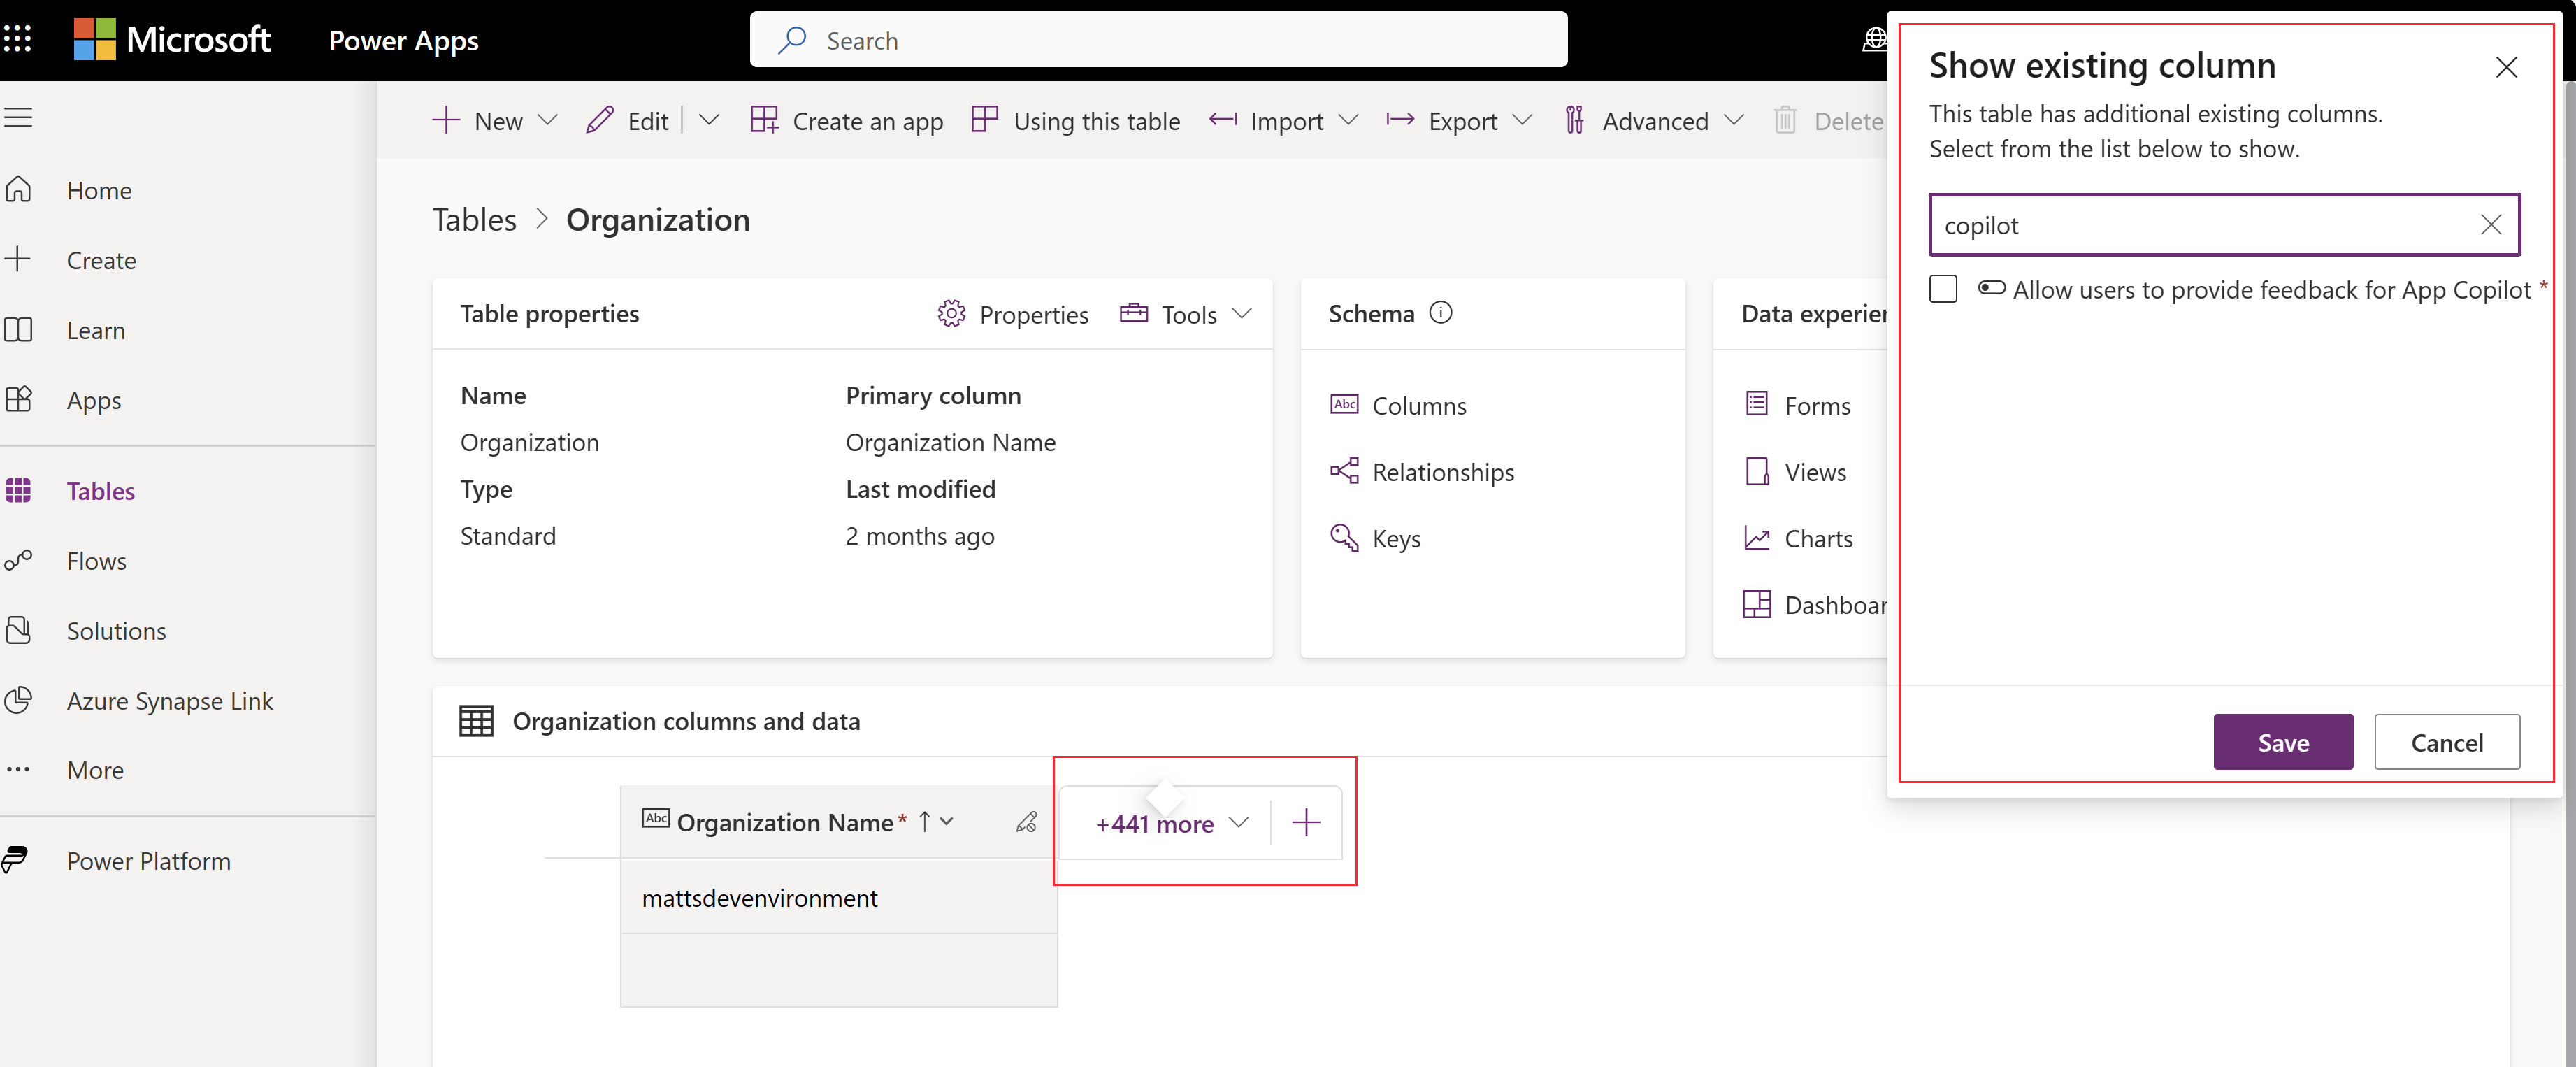 Microsoft Power Apps
Search
New Edit Create an app Using this table Import Export Advanced Delete
Home
Create
Learn
Apps
Tables
Flows
Solutions
Azure Synapse Link
More
Power Platform
Tables > Organization
Table properties Properties Tools
Name Primary column
Organization Organization Name
Type Last modified
Standard 2 months ago
Schema
Abc Columns
Relationships
Keys
Data experien
Forms
Views
Charts
Dashboar
Organization columns and data
Abc Organization Name *
+441 more
mattsdevenvironment
Show existing column
This table has additional existing columns.
Select from the list below to show.
copilot
Allow users to provide feedback for App Copilot *
Save Cancel